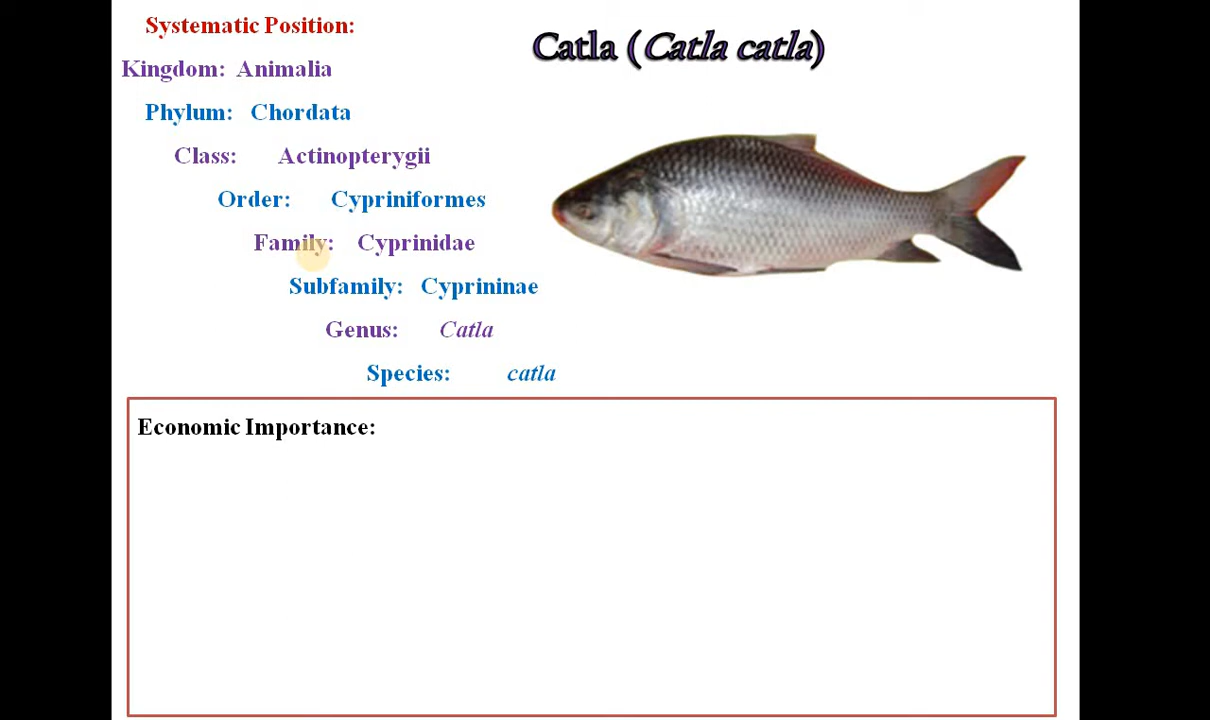 Systematic Position:
Catla (Catla catla)
Kingdom: Animalia
Phylum: Chordata
Class: Actinopterygii
Order: Cypriniformes
Family: Cyprinidae
Subfamily: Cyprininae
Genus: Catla
Species: catla
Economic Importance: